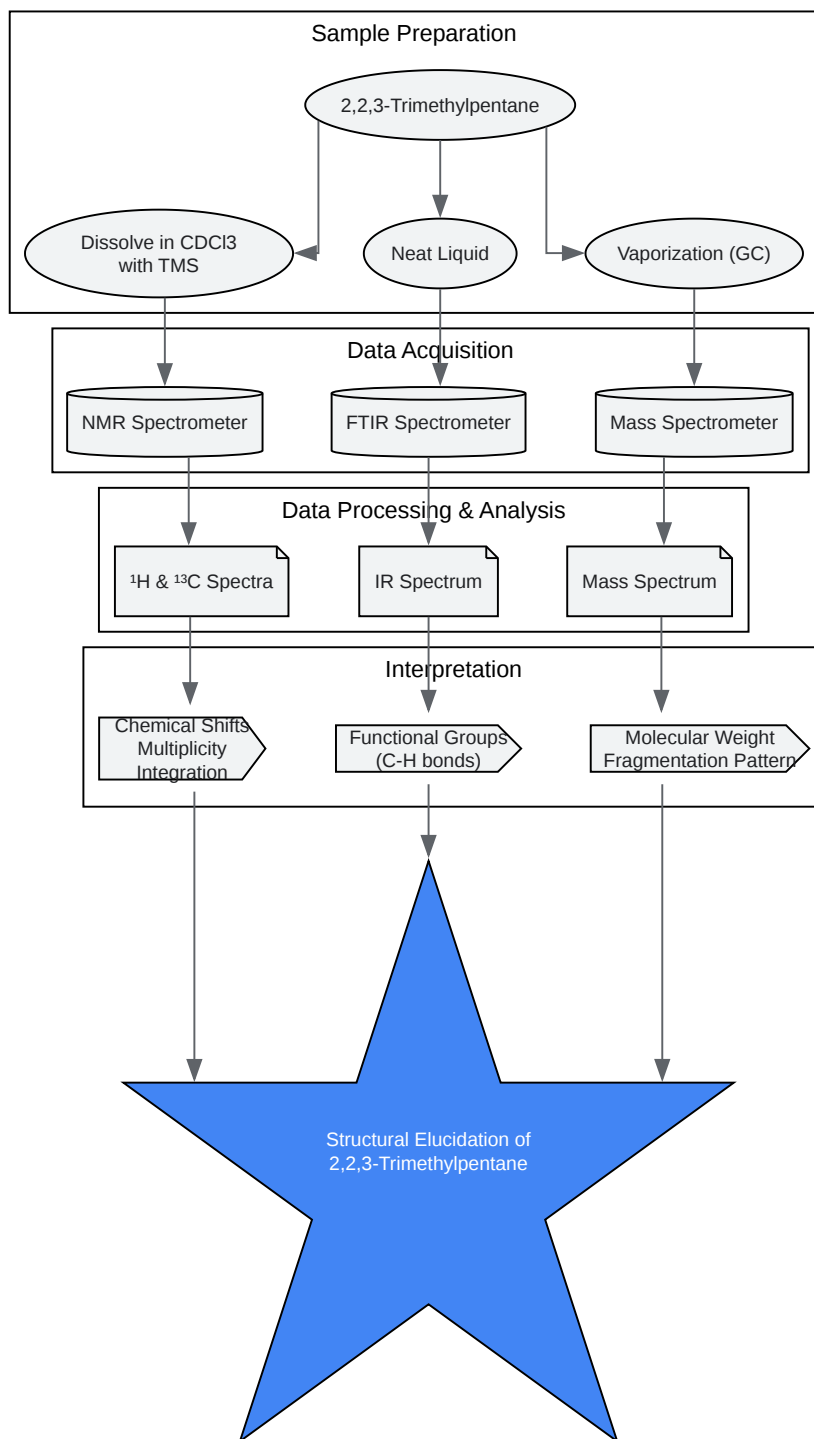 Sample Preparation
2,2,3-Trimethylpentane
Dissolve in CDCl3
with TMS
Neat Liquid
Vaporization (GC)
Data Acquisition
NMR Spectrometer
FTIR Spectrometer
Mass Spectrometer
Data Processing & Analysis
¹H & ¹³C Spectra
IR Spectrum
Mass Spectrum
Interpretation
Chemical Shifts
Multiplicity
Integration
Functional Groups
(C-H bonds)
Molecular Weight
Fragmentation Pattern
Structural Elucidation of
2,2,3-Trimethylpentane